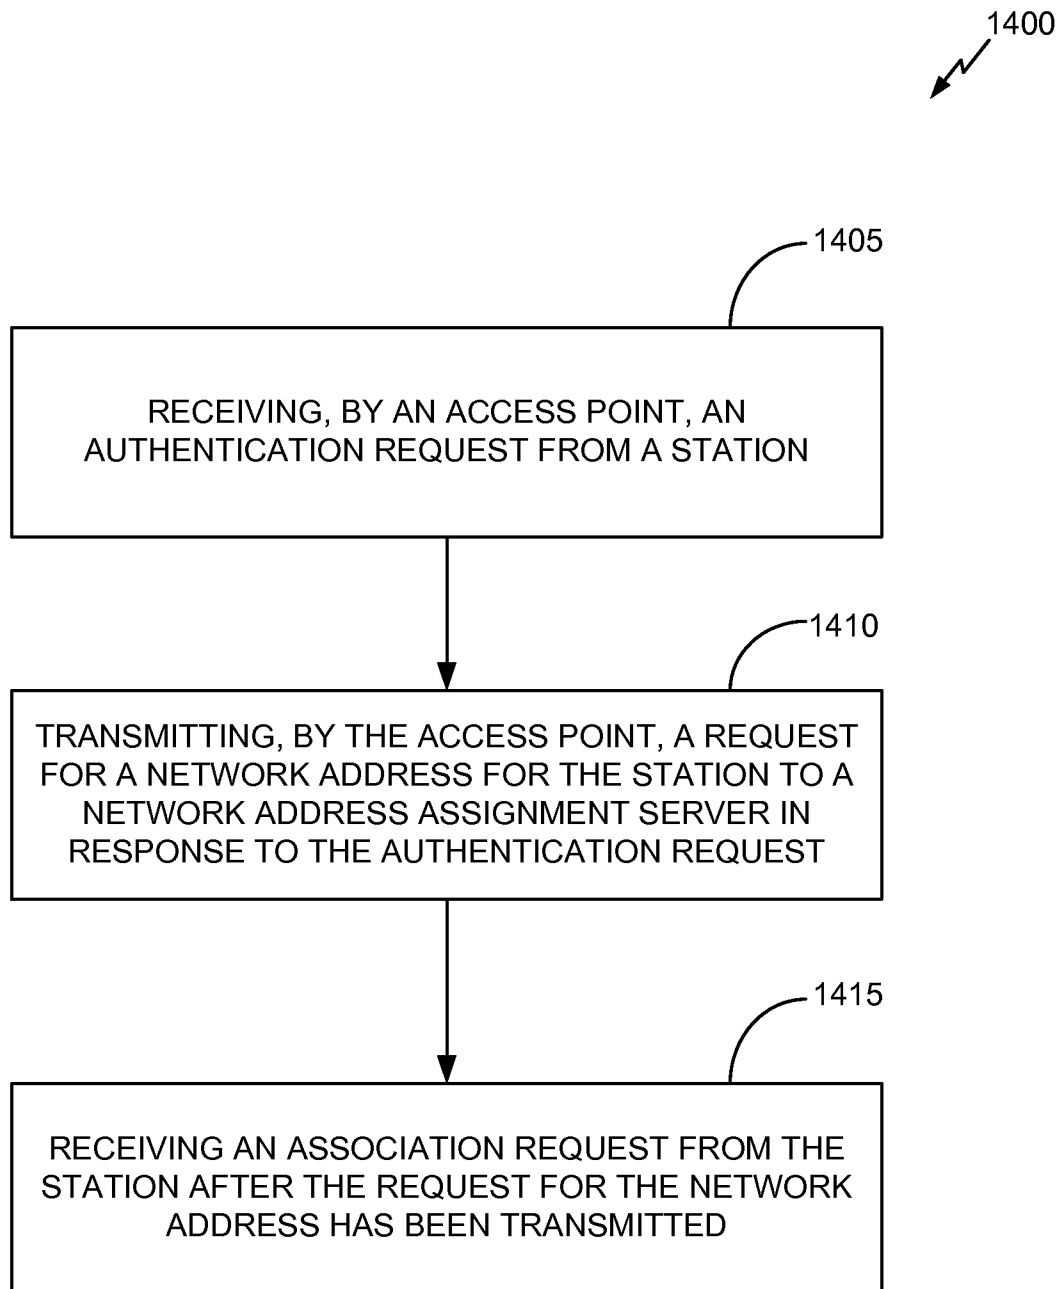 1400
1405
RECEIVING, BY AN ACCESS POINT, AN
AUTHENTICATION REQUEST FROM A STATION
1410
TRANSMITTING, BY THE ACCESS POINT, A REQUEST
FOR A NETWORK ADDRESS FOR THE STATION TO A
NETWORK ADDRESS ASSIGNMENT SERVER IN
RESPONSE TO THE AUTHENTICATION REQUEST
1415
RECEIVING AN ASSOCIATION REQUEST FROM THE
STATION AFTER THE REQUEST FOR THE NETWORK
ADDRESS HAS BEEN TRANSMITTED